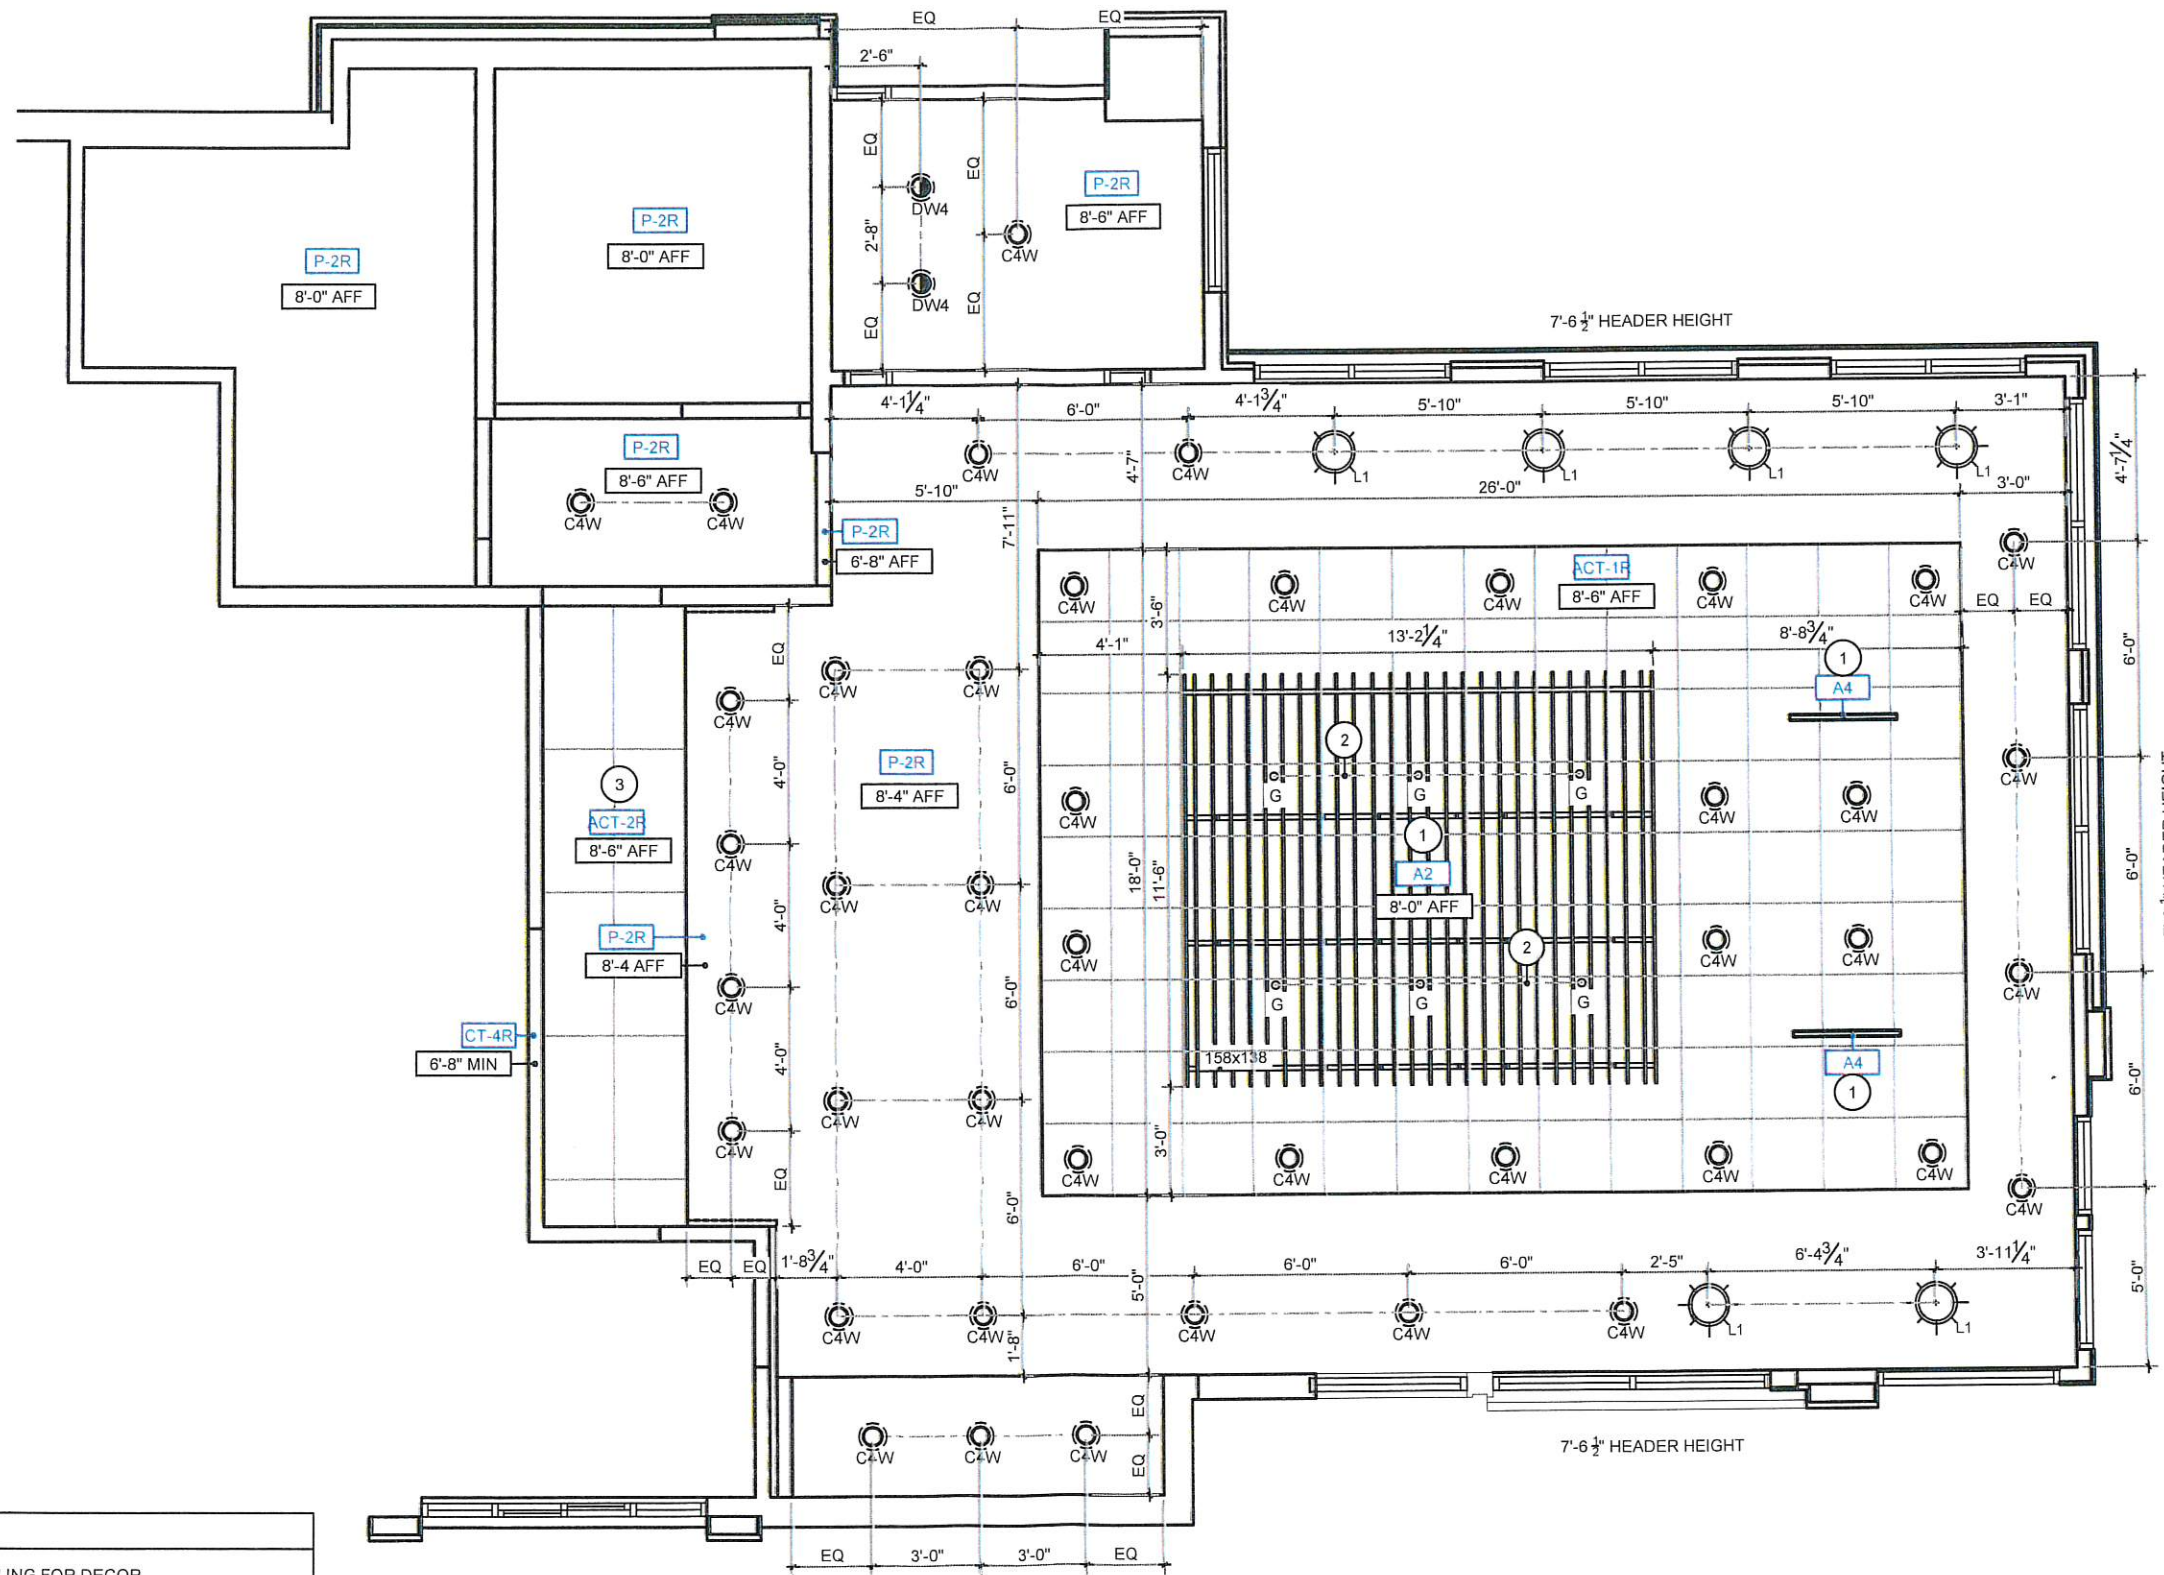 EQ
EQ
2'-6"
EQ
EQ
2'-8"
EQ
EQ
DW4
DW4
C4W
P-2R
8'-6" AFF
P-2R
8'-0" AFF
P-2R
8'-0" AFF
7'-6 1/2" HEADER HEIGHT
4'-1 1/4"
6'-0"
4'-1 3/4"
5'-10"
5'-10"
5'-10"
3'-1"
4'-7 1/4"
C4W
C4W
L1
L1
L1
L1
P-2R
8'-6" AFF
C4W
C4W
4'-7"
5'-10"
26'-0"
3'-0"
7'-11"
P-2R
6'-8" AFF
C4W
ACT-1R
8'-6" AFF
C4W
C4W
C4W
C4W
C4W
EQ
EQ
3'-6"
4'-1"
13'-2 1/4"
8'-8 3/4"
1
A4
6'-0"
EQ
C4W
C4W
C4W
P-2R
8'-4" AFF
4'-0"
6'-0"
2
G
G
G
C4W
C4W
C4W
C4W
3
ACT-2R
8'-6" AFF
C4W
C4W
C4W
1
A2
8'-0" AFF
18'-0"
11'-6"
6'-0"
4'-0"
P-2R
8'-4 AFF
C4W
C4W
C4W
2
G
G
G
C4W
C4W
6'-0"
4'-0"
CT-4R
6'-8" MIN
A4
1
158x138
6'-0"
C4W
C4W
C4W
EQ
3'-0"
C4W
C4W
C4W
C4W
C4W
C4W
6'-0"
EQ
EQ
1'-8 3/4"
4'-0"
6'-0"
6'-0"
6'-0"
2'-5"
6'-4 3/4"
3'-11 1/4"
5'-0"
5'-0"
C4W
C4W
C4W
C4W
C4W
L1
L1
1'-8"
EQ
EQ
C4W
C4W
C4W
7'-6 1/2" HEADER HEIGHT
EQ
3'-0"
3'-0"
EQ
FOR DECOR